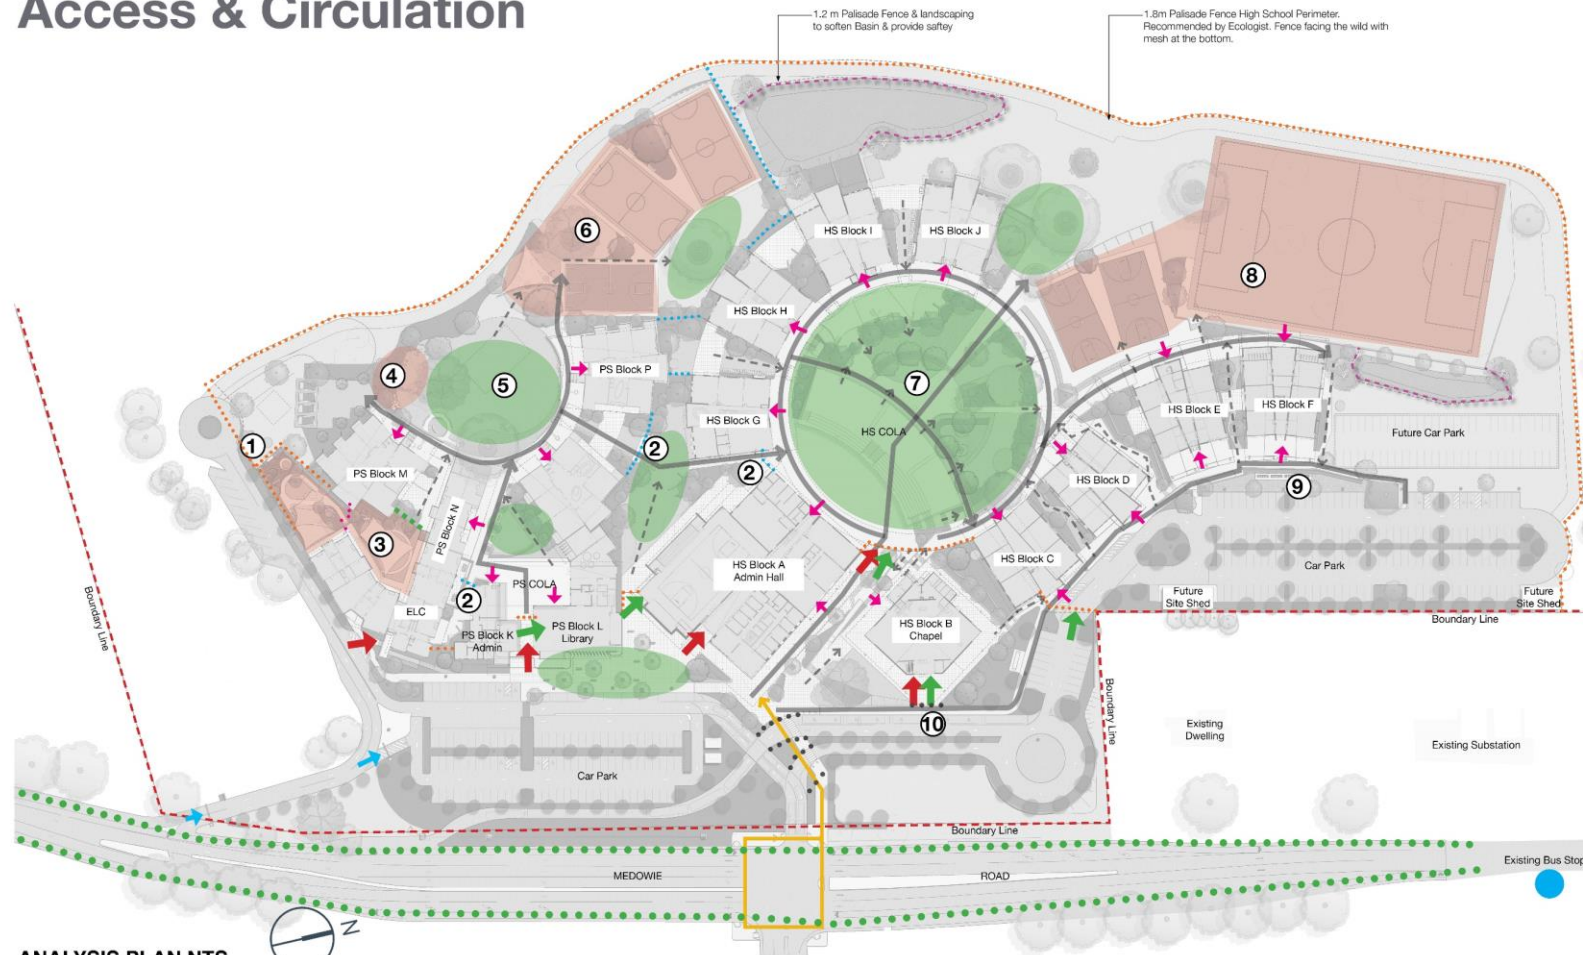 Access & Circulation
1.2 m Palisade Fence & landscaping
to soften Basin & provide saftey
1.8m Palisade Fence High School Perimeter.
Recommended by Ecologist. Fence facing the wild with
mesh at the bottom.
6
HS Block I
HS Block J
8
HS Block H
4
5
PS Block P
7
HS Block E
HS Block F
HS Block G
HS COLA
Future Car Park
1
2
2
PS Block M
HS Block D
9
PS Block N
3
HS Block A
Admin Hall
HS Block C
Car Park
PS COLA
2
ELC
PS Block K
Admin
PS Block L
Library
HS Block B
Chapel
Future
Site Shed
Future
Site Shed
Boundary Line
Boundary Line
Boundary Line
10
Existing
Dwelling
Existing Substation
Car Park
Boundary Line
MEDOWIE
ROAD
Existing Bus Stop
N
ANALYSIS PLAN NTS